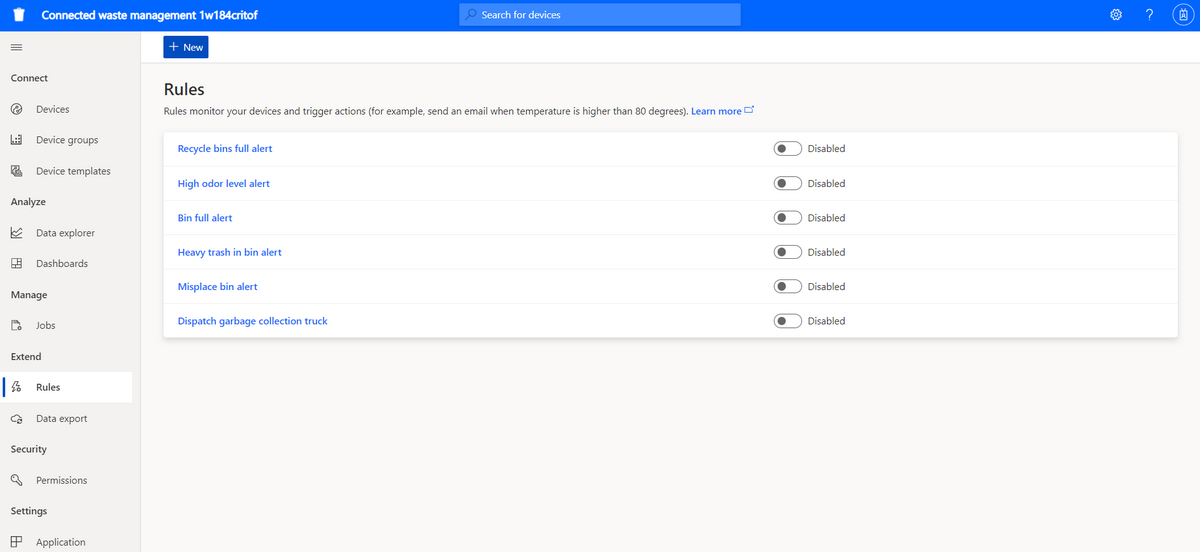 Connected waste management 1w184critof
Search for devices
?
New
Connect
Devices
Device groups
Device templates
Analyze
Data explorer
Dashboards
Manage
Jobs
Extend
Rules
Data export
Security
Permissions
Settings
Application
Rules
Rules monitor your devices and trigger actions (for example, send an email when temperature is higher than 80 degrees). Learn more
Recycle bins full alert Disabled
High odor level alert Disabled
Bin full alert Disabled
Heavy trash in bin alert Disabled
Misplace bin alert Disabled
Dispatch garbage collection truck Disabled